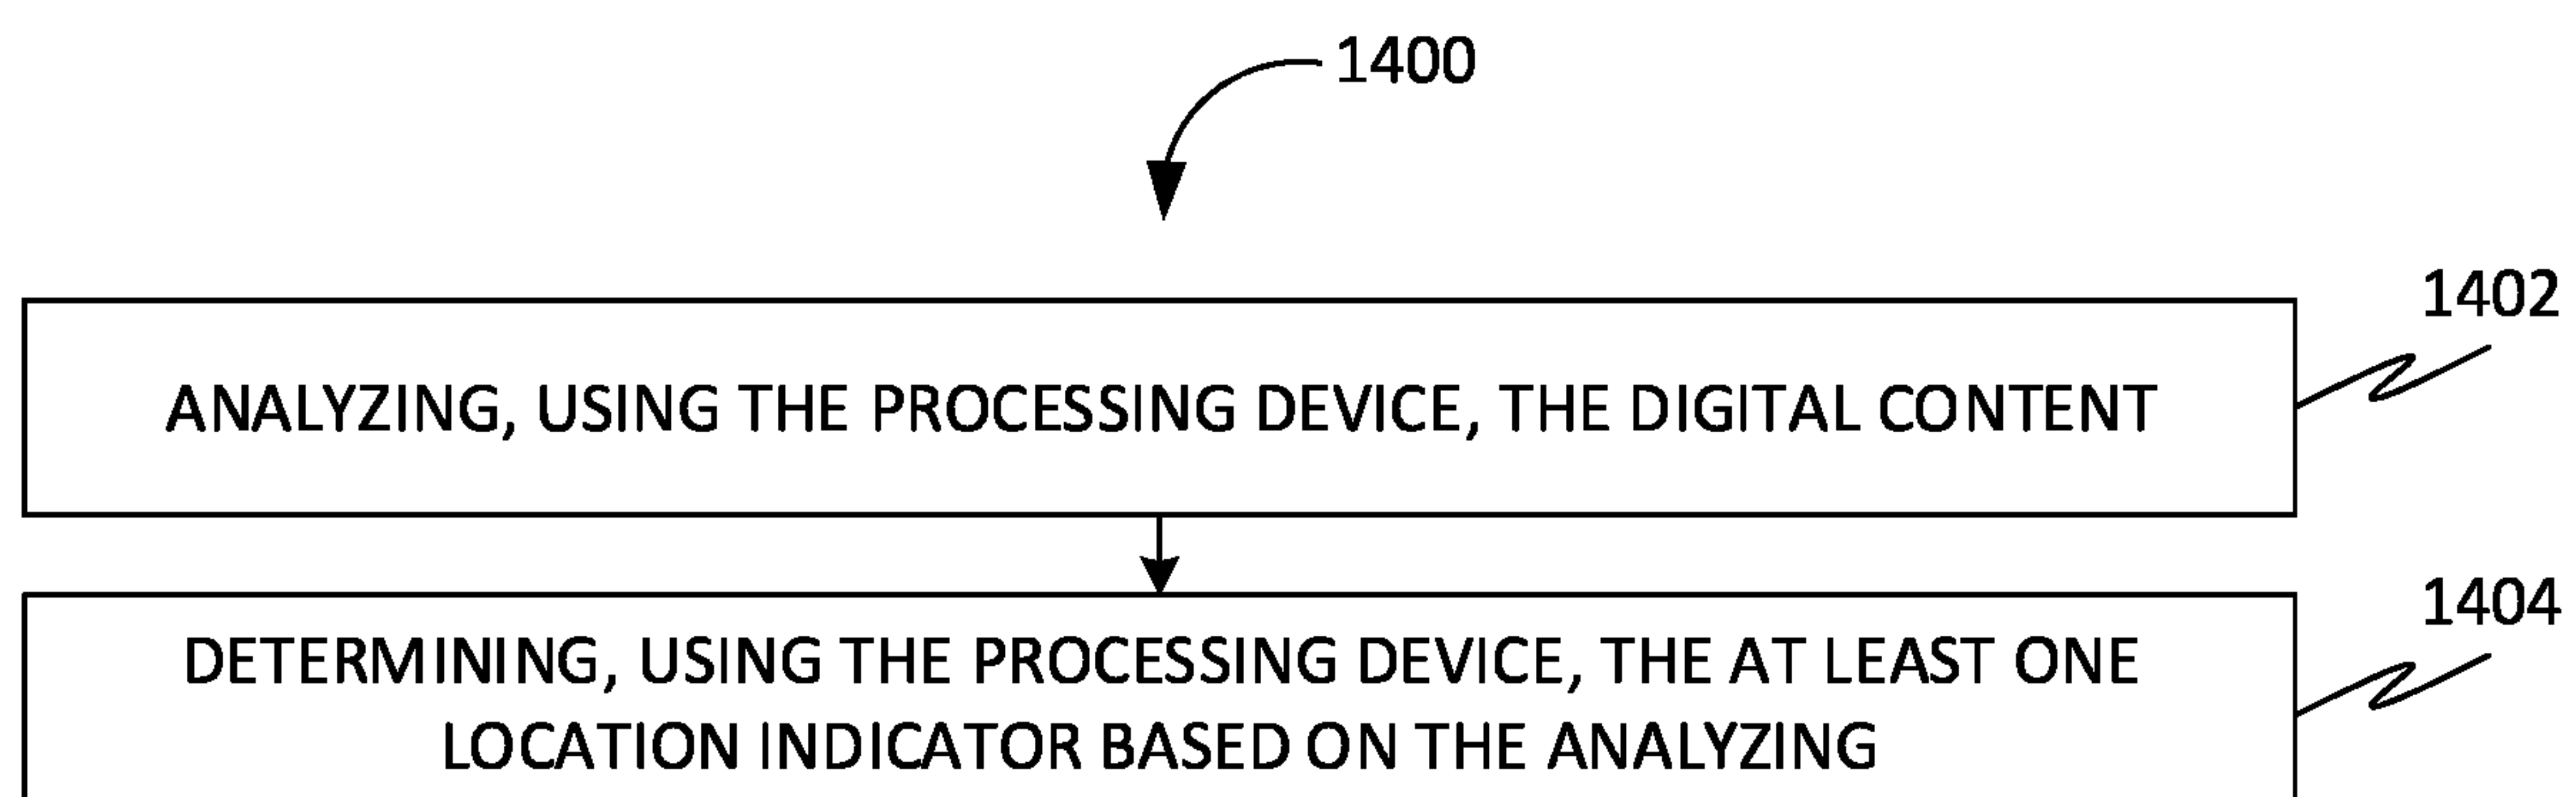 1400
1402
ANALYZING, USING THE PROCESSING DEVICE, THE DIGITAL CONTENT
1404
DETERMINING, USING THE PROCESSING DEVICE, THE AT LEAST ONE
LOCATION INDICATOR BASED ON THE ANALYZING